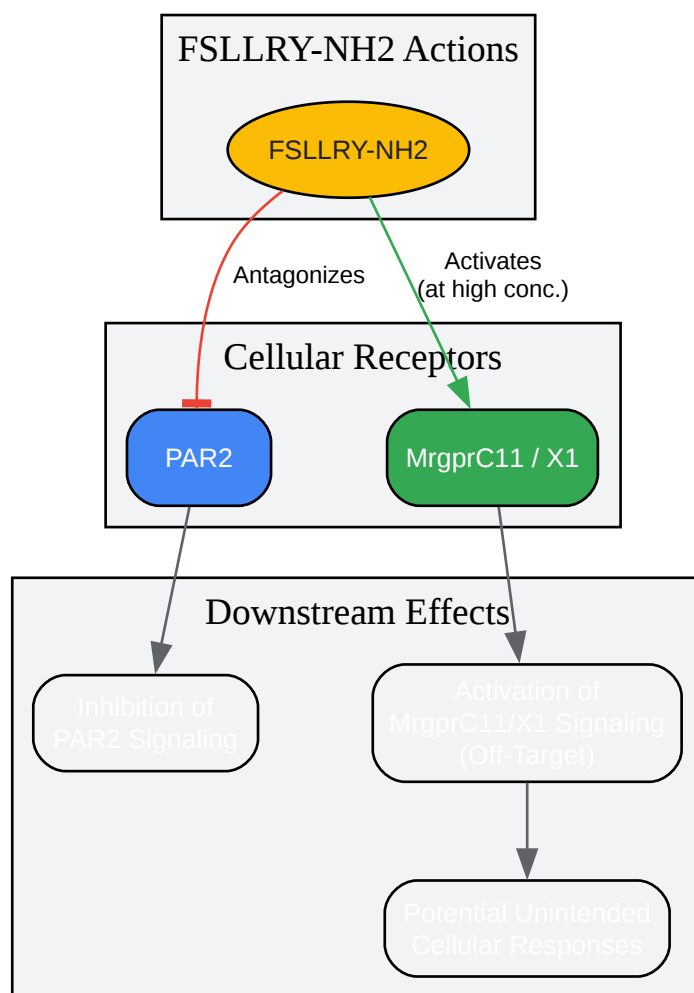 FSLLRY-NH2 Actions
FSLLRY-NH2
Antagonizes
Activates
(at high conc.)
Cellular Receptors
PAR2
MrgprC11 / X1
Downstream Effects
Inhibition of
PAR2 Signaling
Activation of
MrgprC11/X1 Signaling
(Off-Target)
Potential Unintended
Cellular Responses